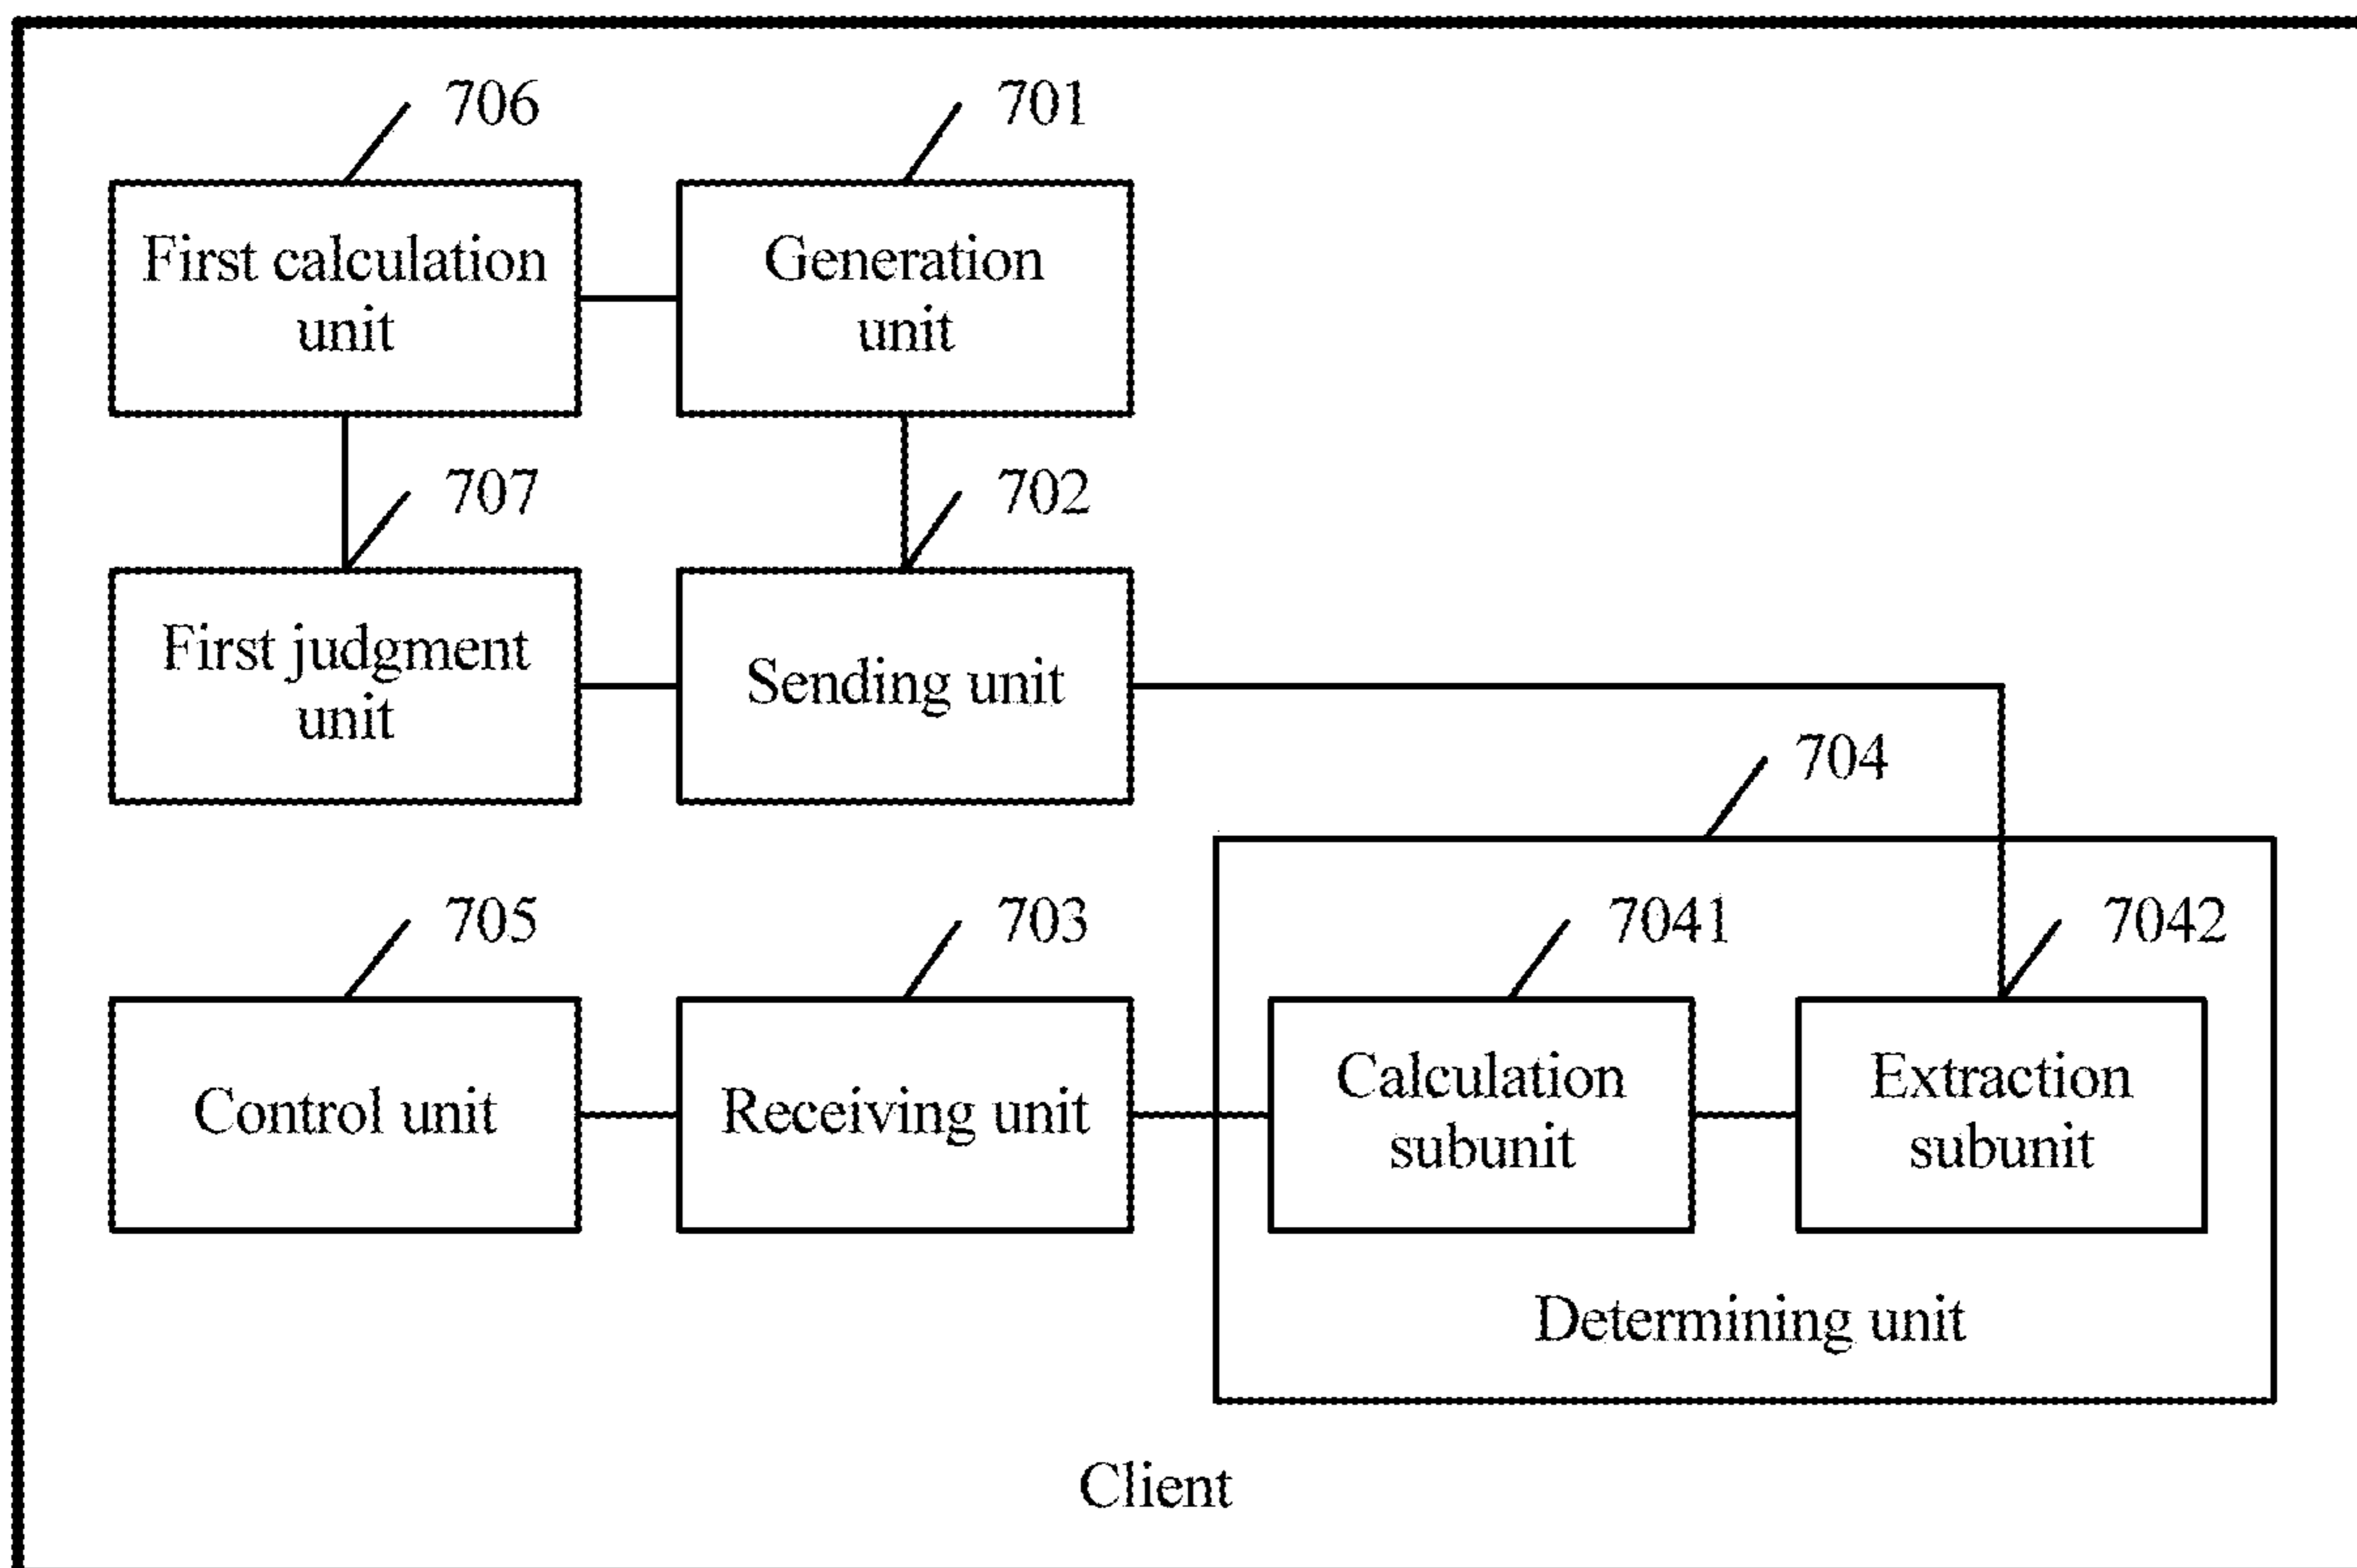 706
701
First calculation
unit
Generation
unit
707
702
First judgment
unit
Sending unit
704
705
703
7041
7042
Control unit
Receiving unit
Calculation
subunit
Extraction
subunit
Determining unit
Client